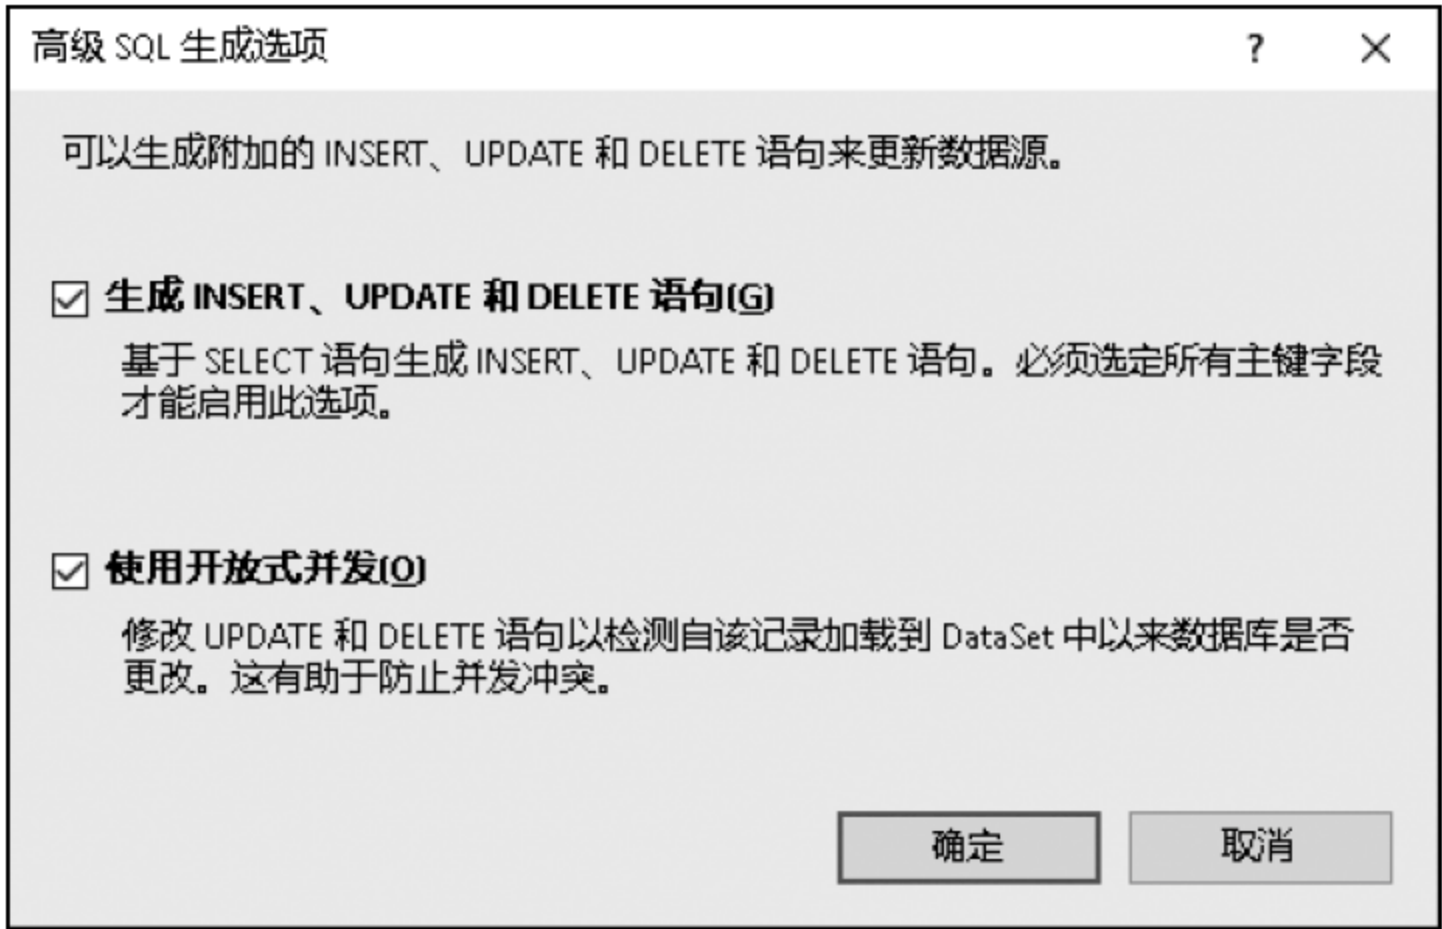 高级 SQL 生成选项
?
可以生成附加的 INSERT、UPDATE 和 DELETE 语句来更新数据源。
生成 INSERT、UPDATE 和 DELETE 语句(G)
基于 SELECT 语句生成 INSERT、UPDATE 和 DELETE 语句。必须选定所有主键字段
才能启用此选项。
使用开放式并发(O)
修改 UPDATE 和 DELETE 语句以检测自该记录加载到 DataSet 中以来数据库是否
更改。这有助于防止并发冲突。
确定
取消